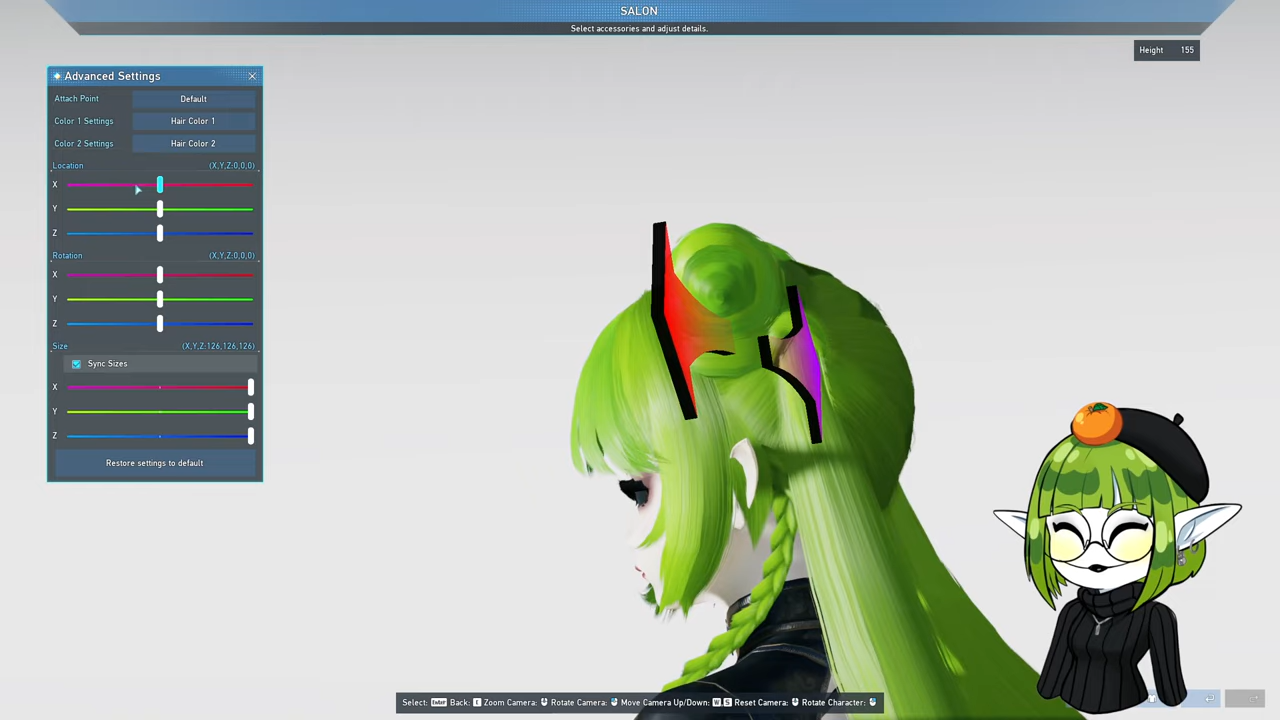 SALON
Select accessories and adjust details.
Height 155
Advanced Settings
Attach Point Default
Color 1 Settings Hair Color 1
Color 2 Settings Hair Color 2
Location (X,Y,Z:0,0,0)
X
Y
Z
Rotation (X,Y,Z:0,0,0)
X
Y
Z
Size (X,Y,Z:126,126,126)
Sync Sizes
X
Y
Z
Restore settings to default
Select: Enter Back: Zoom Camera: Rotate Camera: Move Camera Up/Down: W S Reset Camera: Rotate Character: